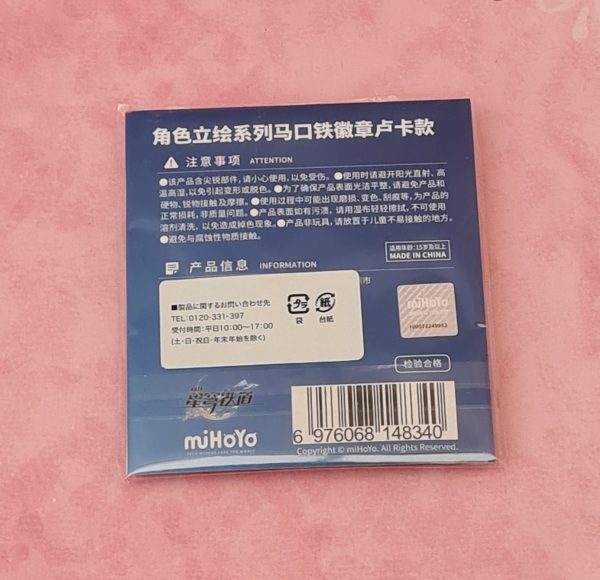 角色立绘系列马口铁徽章卢卡款
注意事项 ATTENTION
●该产品含尖锐部件,请小心使用,以免受伤。●使用时请避开阳光直射、高
温高湿,以免引起变形或脱色。●为了确保产品表面光洁平整,请避免产品和
硬物、锐物接触及摩擦。●使用过程中可能出现磨损、变色、刮痕等,为产品的
正常损耗,非质量问题。●产品表面如有污渍,请用湿布轻轻擦拭,不可使用
溶剂清洗,以免造成掉色现象。●产品非玩具,请放置于儿童不易接触的地方。
●避免与腐蚀性物质接触。
适用年龄:15岁及以上
MADE IN CHINA
产品信息 INFORMATION
■製品に関するお問い合わせ先
TEL:0120-331-397
受付時間:平日10:00〜17:00
(土・日・祝日・年末年始を除く)
プラ 紙
袋 台紙
miHoYo
检验合格
崩坏
星穹铁道
miHoYo
TECH OTAKUS SAVE THE WORLD
6 976068 148340
Copyright © miHoYo. All Rights Reserved.